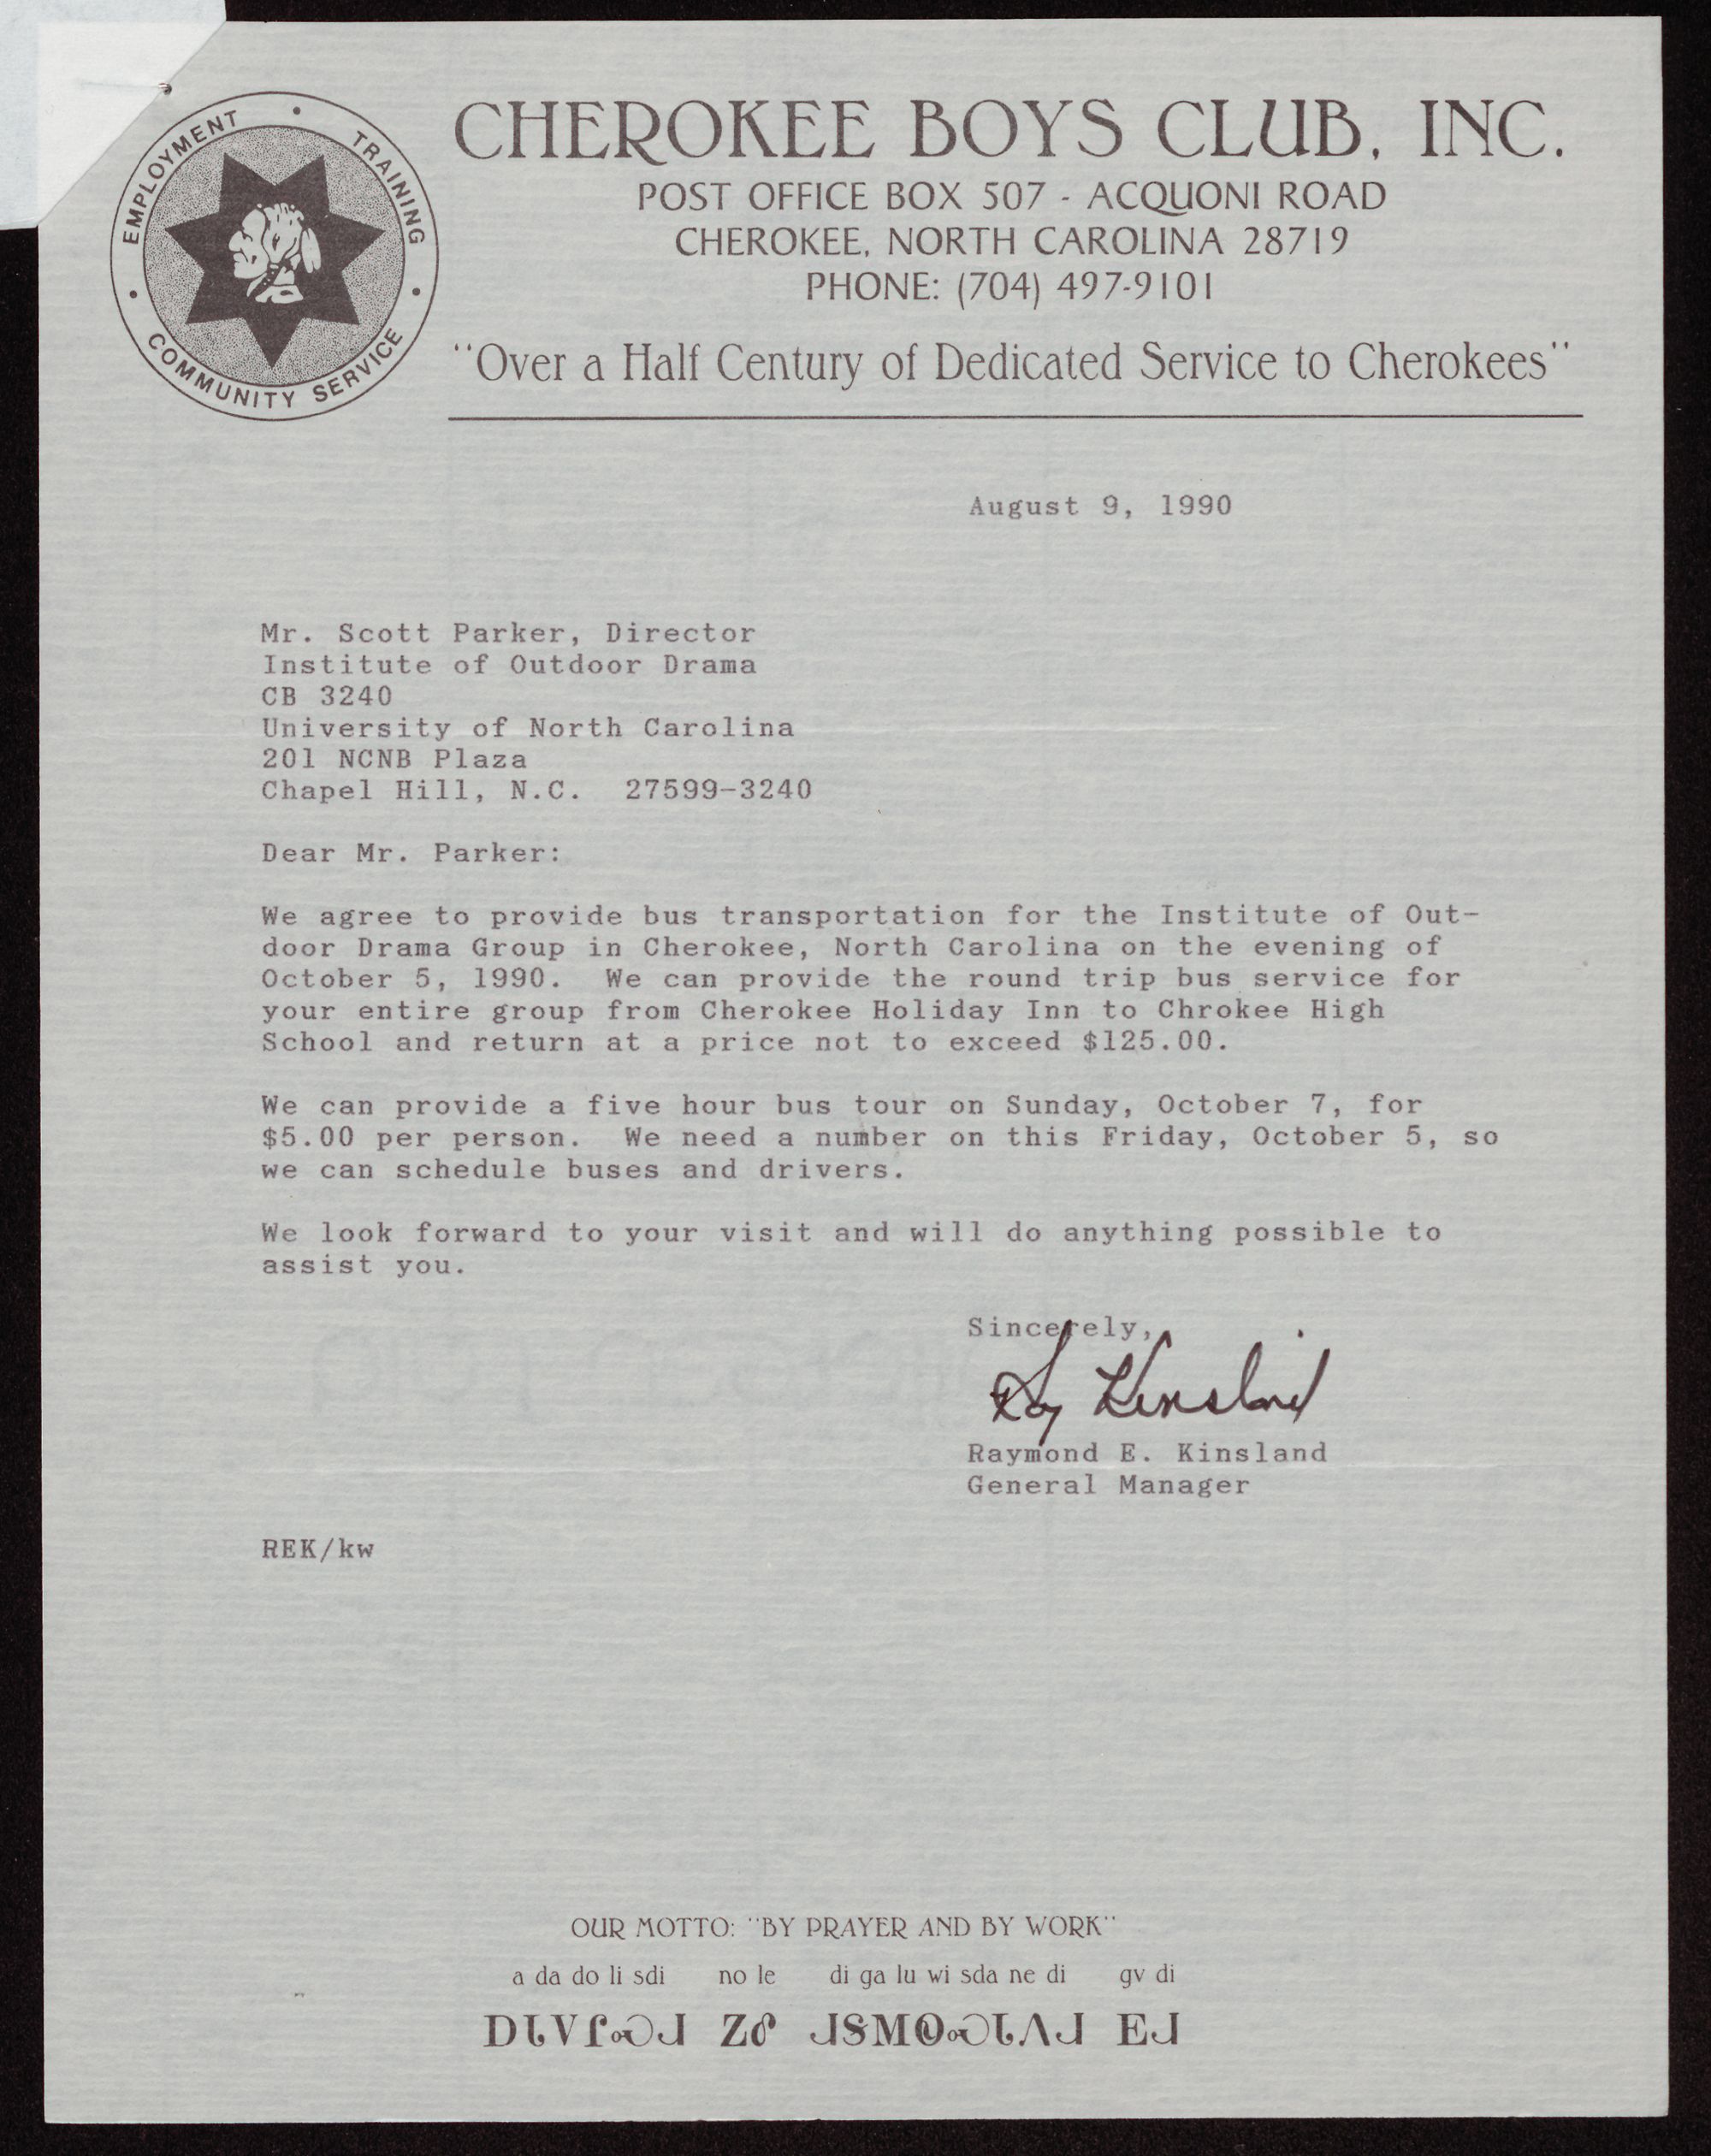 EMPLOYMENT • TRAINING • COMMUNITY SERVICE •
CHEROKEE BOYS CLUB, INC.
POST OFFICE BOX 507 - ACQUONI ROAD
CHEROKEE, NORTH CAROLINA 28719
PHONE: (704) 497-9101
"Over a Half Century of Dedicated Service to Cherokees"
August 9, 1990
Mr. Scott Parker, Director
Institute of Outdoor Drama
CB 3240
University of North Carolina
201 NCNB Plaza
Chapel Hill, N.C. 27599-3240
Dear Mr. Parker:
We agree to provide bus transportation for the Institute of Out-
door Drama Group in Cherokee, North Carolina on the evening of
October 5, 1990. We can provide the round trip bus service for
your entire group from Cherokee Holiday Inn to Chrokee High
School and return at a price not to exceed $125.00.
We can provide a five hour bus tour on Sunday, October 7, for
$5.00 per person. We need a number on this Friday, October 5, so
we can schedule buses and drivers.
We look forward to your visit and will do anything possible to
assist you.
Sincerely,
Ray Kinsland
Raymond E. Kinsland
General Manager
REK/kw
OUR MOTTO: "BY PRAYER AND BY WORK"
a da do li sdi no le di ga lu wi sda ne di gv di
ᎠᏓᏙᎵᏍᏗ ᏃᎴ ᏗᎦᎷᏫᏍᏓᏁᏗ ᎬᏗ